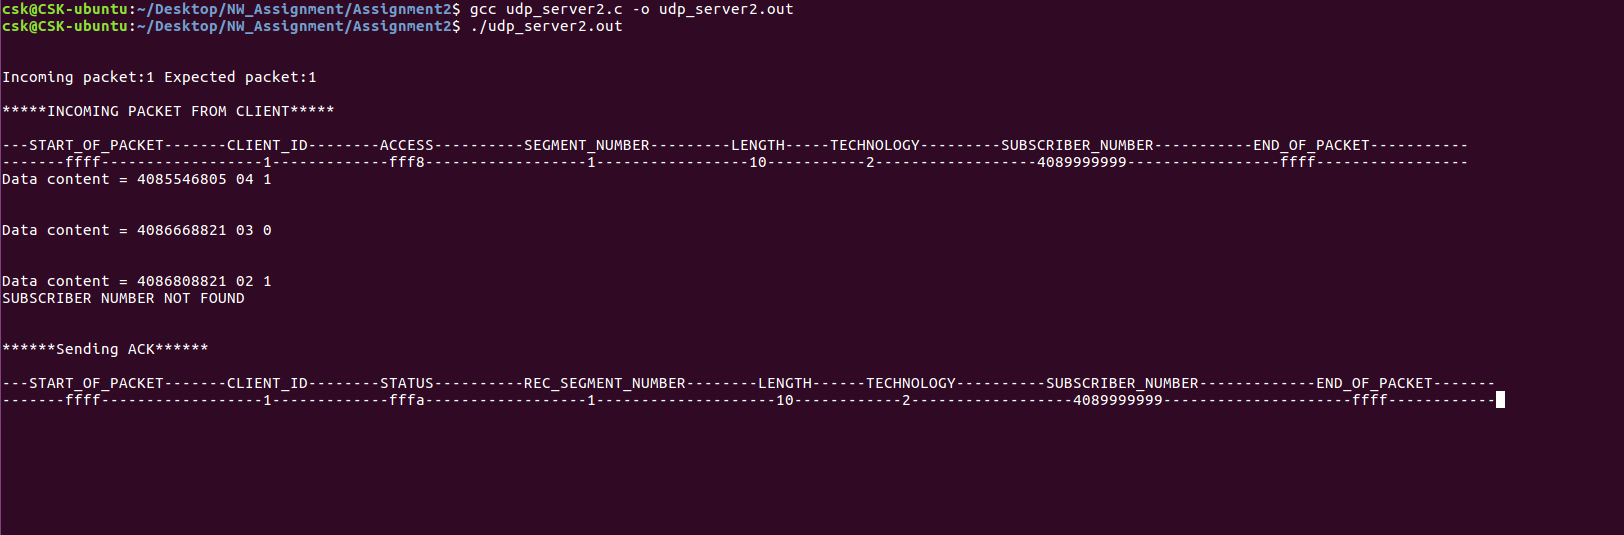 csk@CSK-ubuntu:~/Desktop/NW_Assignment/Assignment2$ gcc udp_server2.c -o udp_server2.out
csk@CSK-ubuntu:~/Desktop/NW_Assignment/Assignment2$ ./udp_server2.out
Incoming packet:1 Expected packet:1
*****INCOMING PACKET FROM CLIENT*****
---START_OF_PACKET-------CLIENT_ID--------ACCESS----------SEGMENT_NUMBER---------LENGTH-----TECHNOLOGY---------SUBSCRIBER_NUMBER-----------END_OF_PACKET-----------
-------ffff------------------1-------------fff8------------------1-----------------10-----------2------------------4089999999-----------------ffff-----------------
Data content = 4085546805 04 1
Data content = 4086668821 03 0
Data content = 4086808821 02 1
SUBSCRIBER NUMBER NOT FOUND
******Sending ACK******
---START_OF_PACKET-------CLIENT_ID--------STATUS----------REC_SEGMENT_NUMBER--------LENGTH------TECHNOLOGY----------SUBSCRIBER_NUMBER-------------END_OF_PACKET-------
-------ffff------------------1-------------fffa------------------1--------------------10------------2------------------4089999999---------------------ffff------------